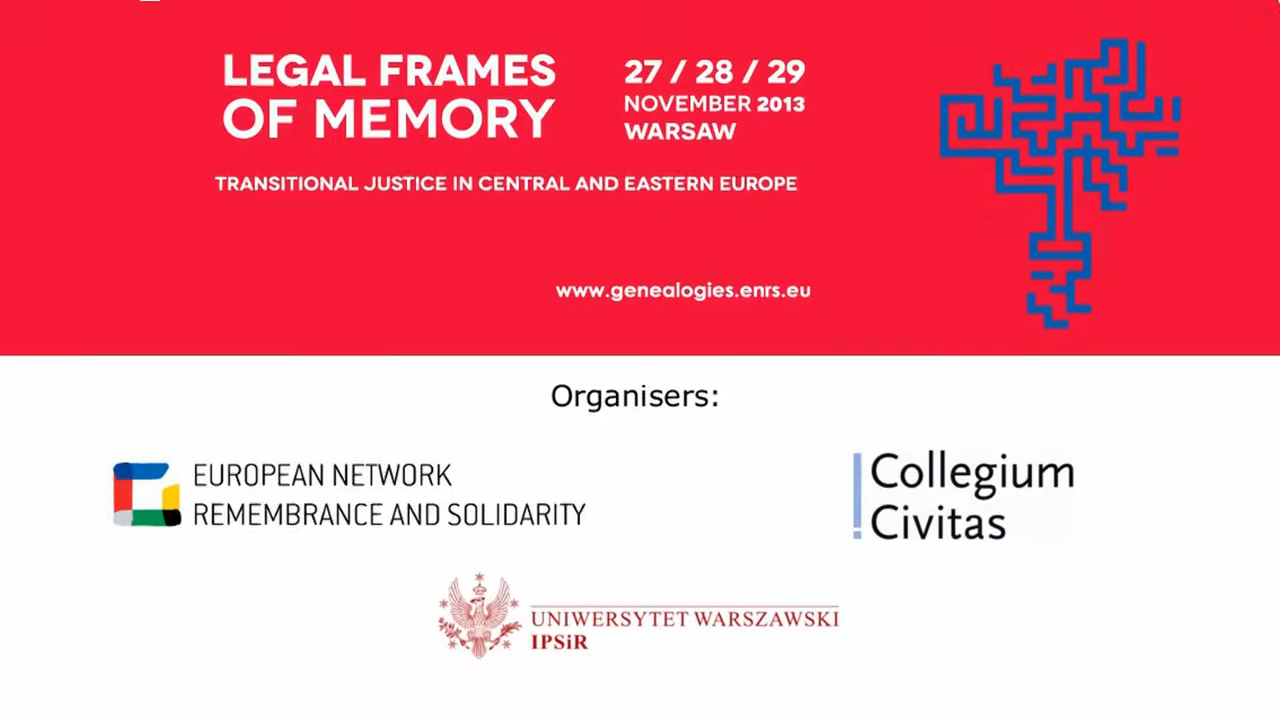 LEGAL FRAMES
OF MEMORY
27 / 28 / 29
NOVEMBER 2013
WARSAW
TRANSITIONAL JUSTICE IN CENTRAL AND EASTERN EUROPE
www.genealogies.enrs.eu
Organisers:
EUROPEAN NETWORK
REMEMBRANCE AND SOLIDARITY
Collegium
Civitas
UNIWERSYTET WARSZAWSKI
IPSiR